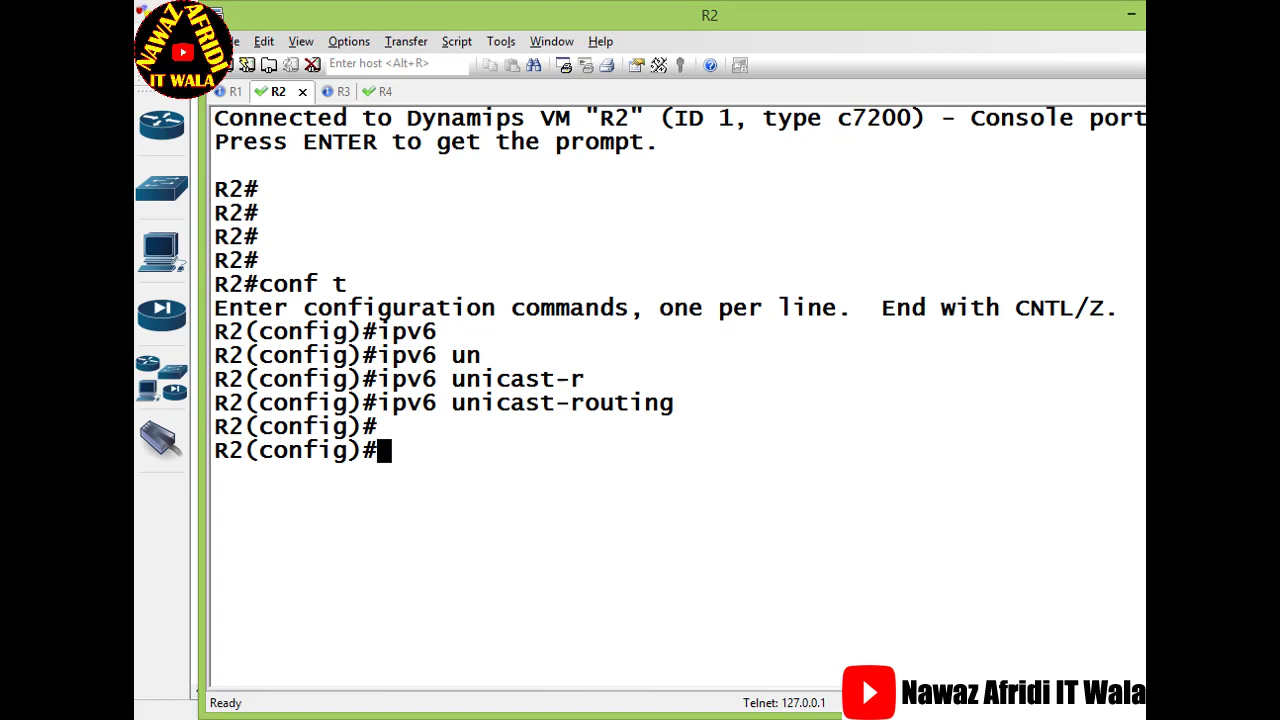 R2
NAWAZ AFRIDI
IT WALA
Edit View Options Transfer Script Tools Window Help
Enter host <Alt+R>
R1 R2 R3 R4
Connected to Dynamips VM "R2" (ID 1, type c7200) - Console port
Press ENTER to get the prompt.
R2#
R2#
R2#
R2#
R2#conf t
Enter configuration commands, one per line.  End with CNTL/Z.
R2(config)#ipv6
R2(config)#ipv6 un
R2(config)#ipv6 unicast-r
R2(config)#ipv6 unicast-routing
R2(config)#
R2(config)#
Ready
Telnet: 127.0.0.1
Nawaz Afridi IT Wala